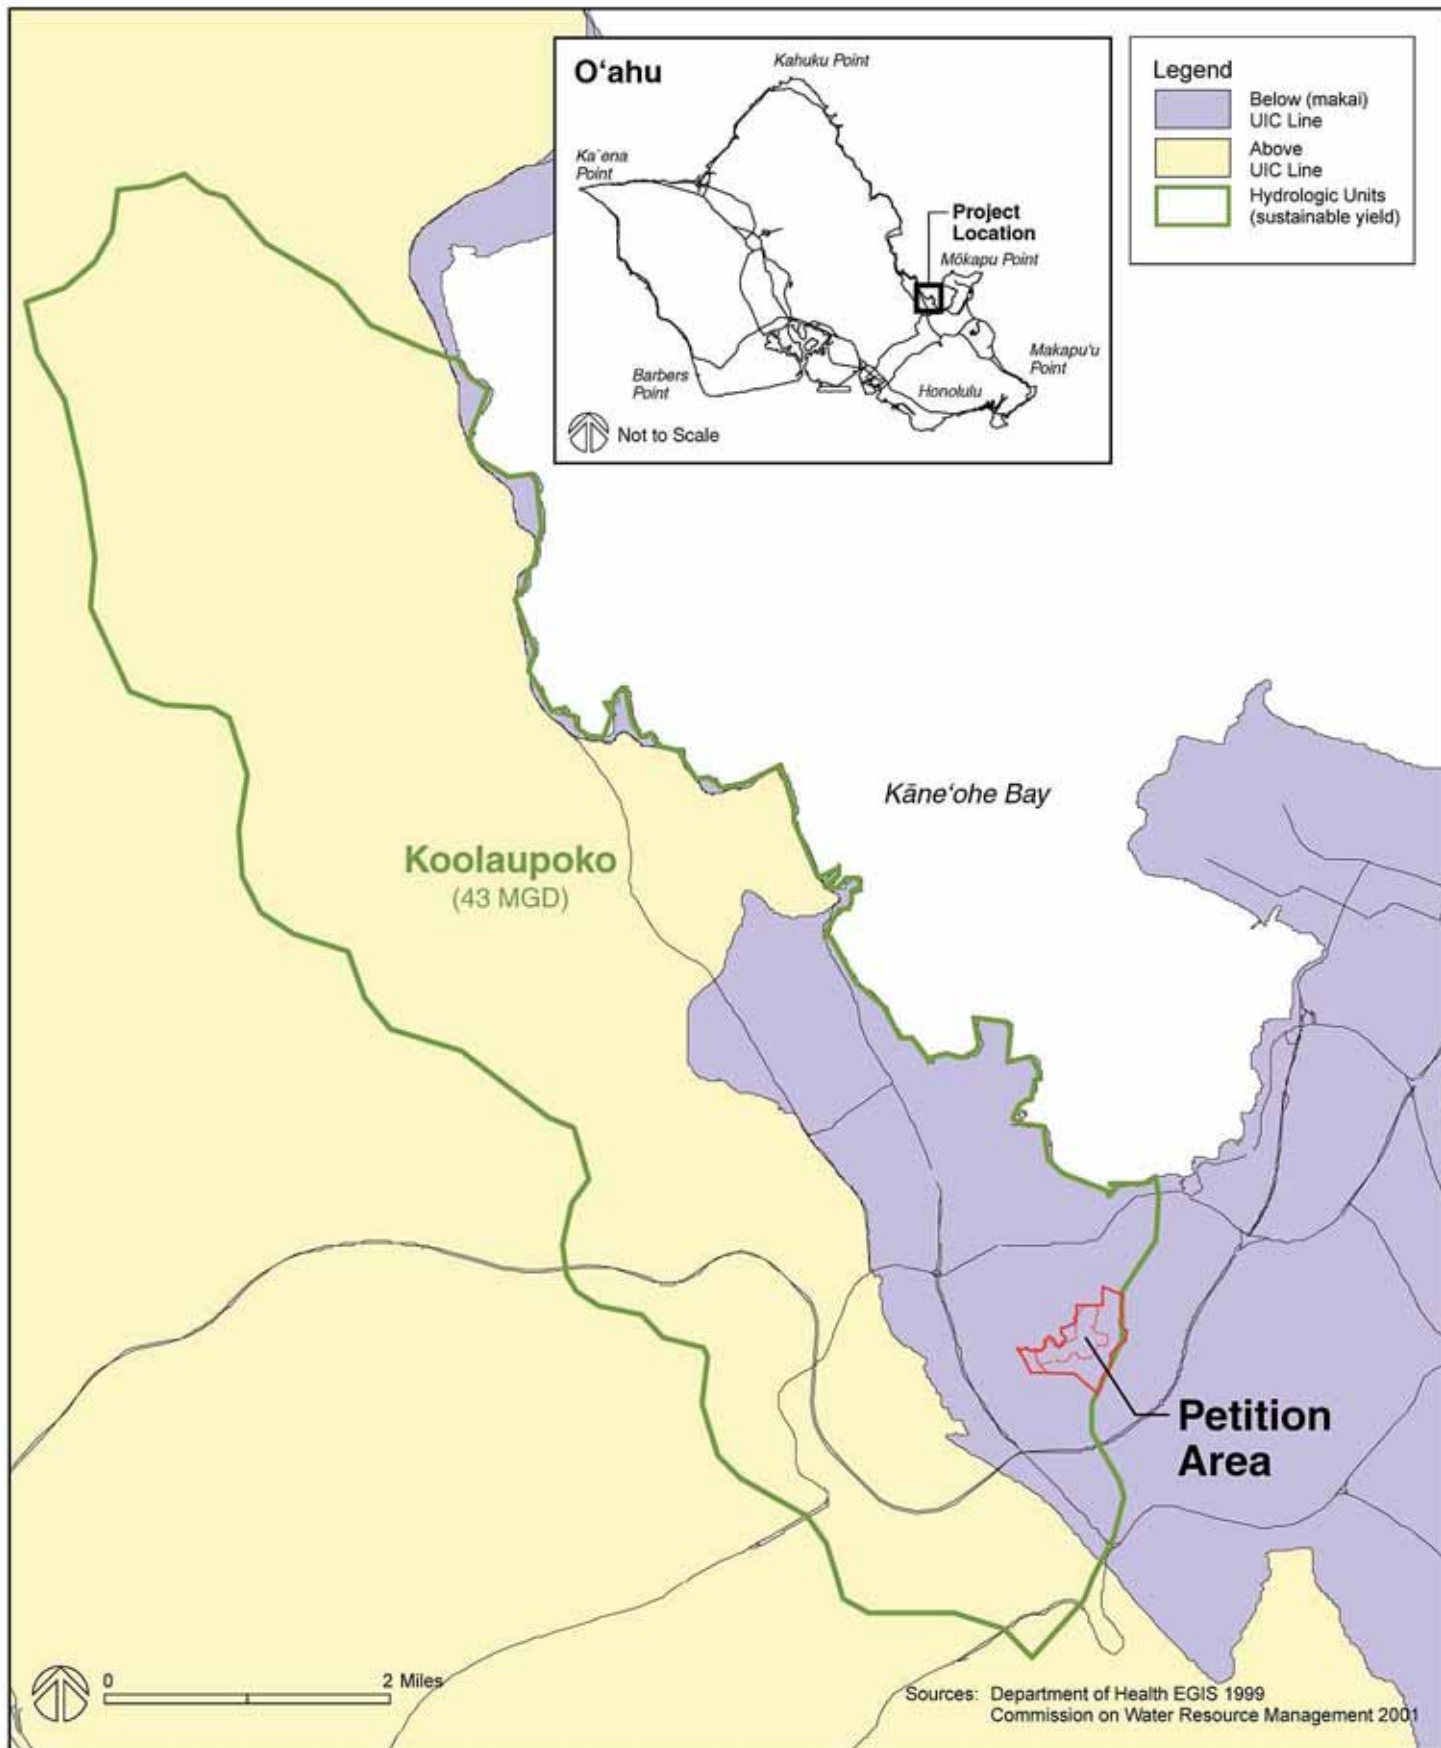 O‘ahu
Kahuku Point
Ka`ena
Point
Project
Location
Mōkapu Point
Makapu'u
Point
Barbers
Point
Honolulu
Not to Scale
Legend
Below (makai)
UIC Line
Above
UIC Line
Hydrologic Units
(sustainable yield)
Kāne‘ohe Bay
Koolaupoko
(43 MGD)
Petition
Area
0
2 Miles
Sources: Department of Health EGIS 1999
Commission on Water Resource Management 2001